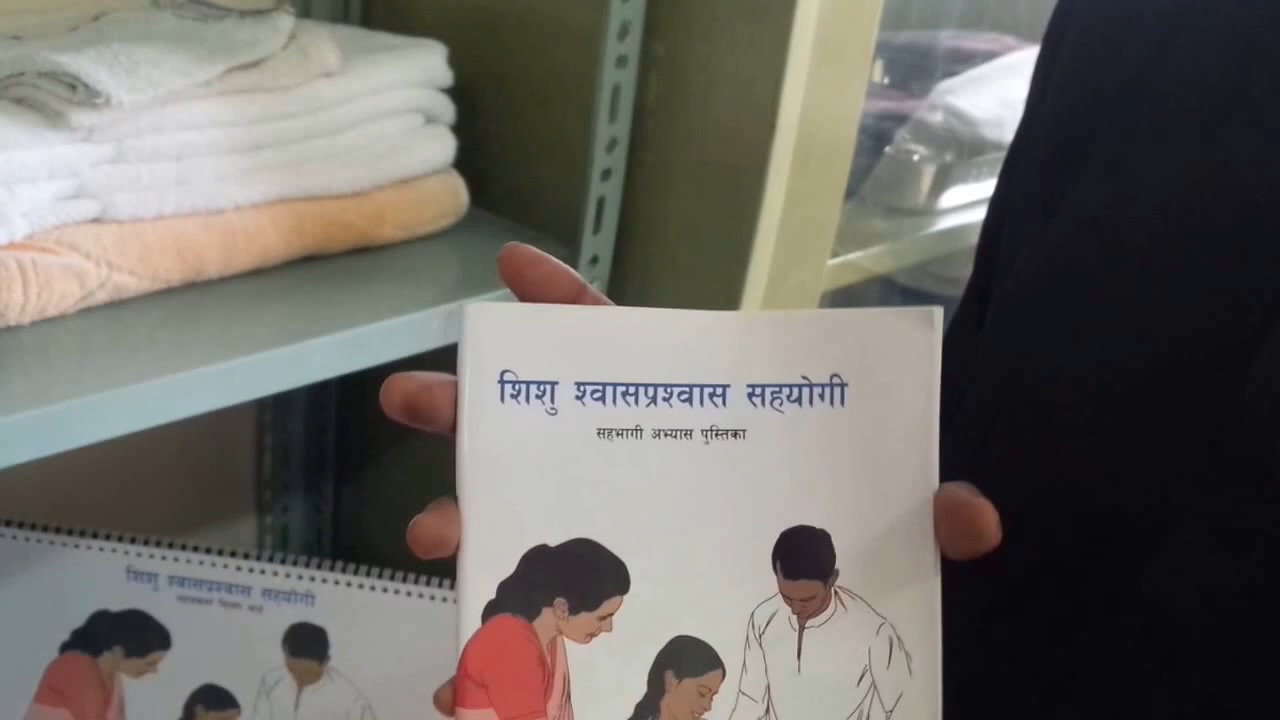 शिशु श्वासप्रश्वास सहयोगी
सहभागी अभ्यास पुस्तिका
शिशु श्वासप्रश्वास सहयोगी